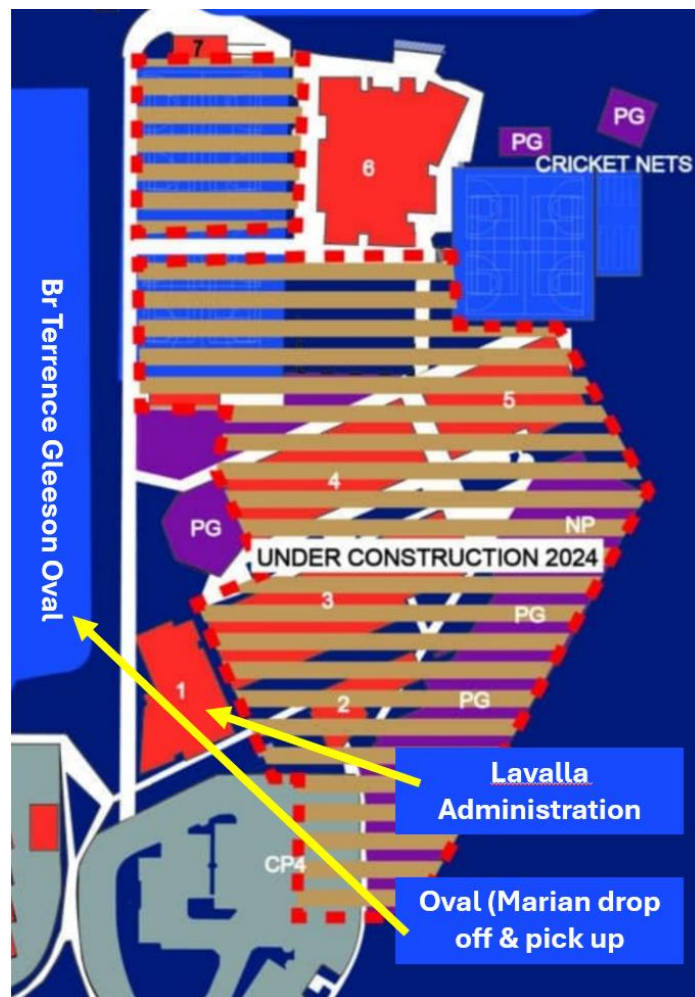 7
PG
PG
CRICKET NETS
6
Br Terrence Gleeson Oval
5
4
PG
NP
UNDER CONSTRUCTION 2024
3
PG
1
2
PG
Lavalla
Administration
CP4
Oval (Marian drop
off & pick up